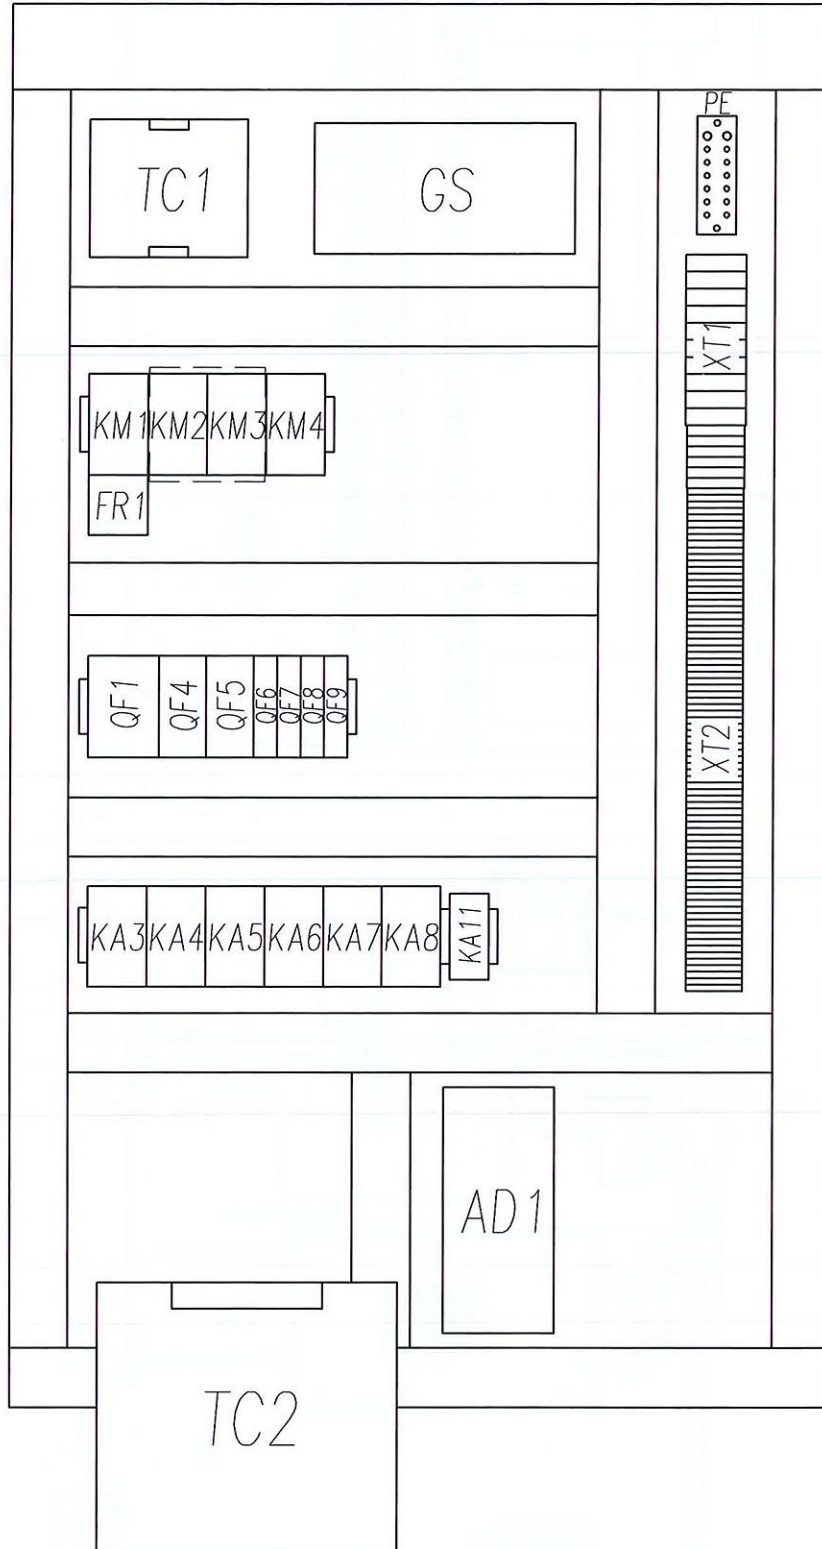 PE
TC1 GS
XT1
KM1 KM2 KM3 KM4
FR1
QF1 QF4 QF5 QF6 QF7 QF8 QF9
XT2
KA3 KA4 KA5 KA6 KA7 KA8 KA11
AD1
TC2